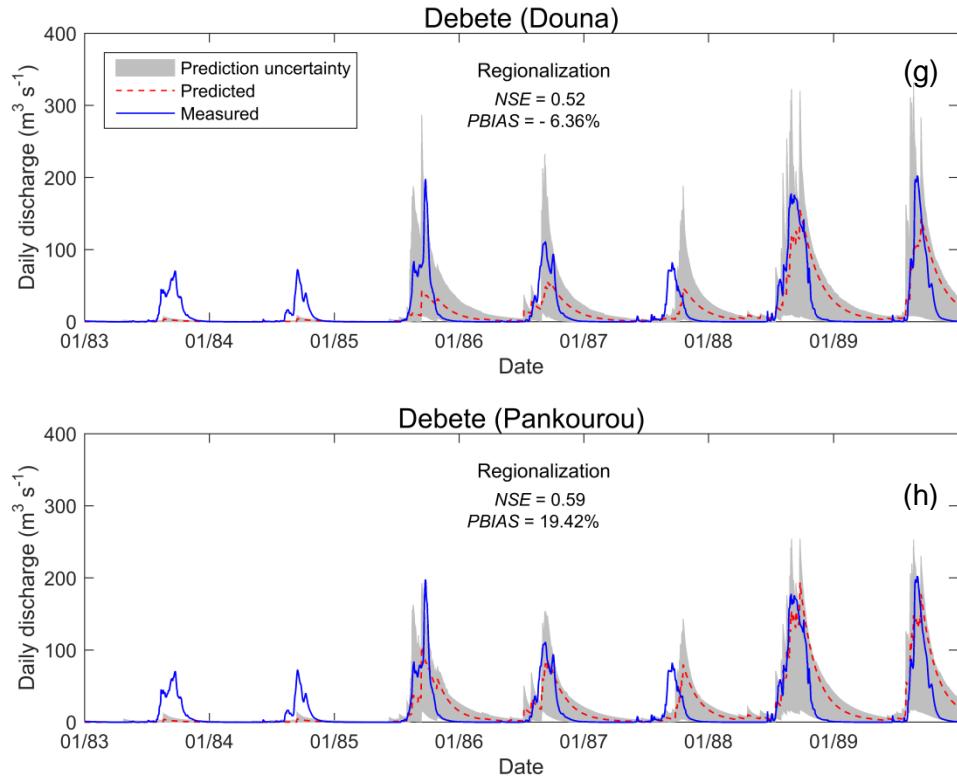 Debete (Douna)
400
300
200
100
0
Daily discharge (m³ s⁻¹)
Prediction uncertainty
Predicted
Measured
Regionalization
NSE = 0.52
PBIAS = - 6.36%
(g)
01/83 01/84 01/85 01/86 01/87 01/88 01/89
Date
Debete (Pankourou)
400
300
200
100
0
Daily discharge (m³ s⁻¹)
Regionalization
NSE = 0.59
PBIAS = 19.42%
(h)
01/83 01/84 01/85 01/86 01/87 01/88 01/89
Date